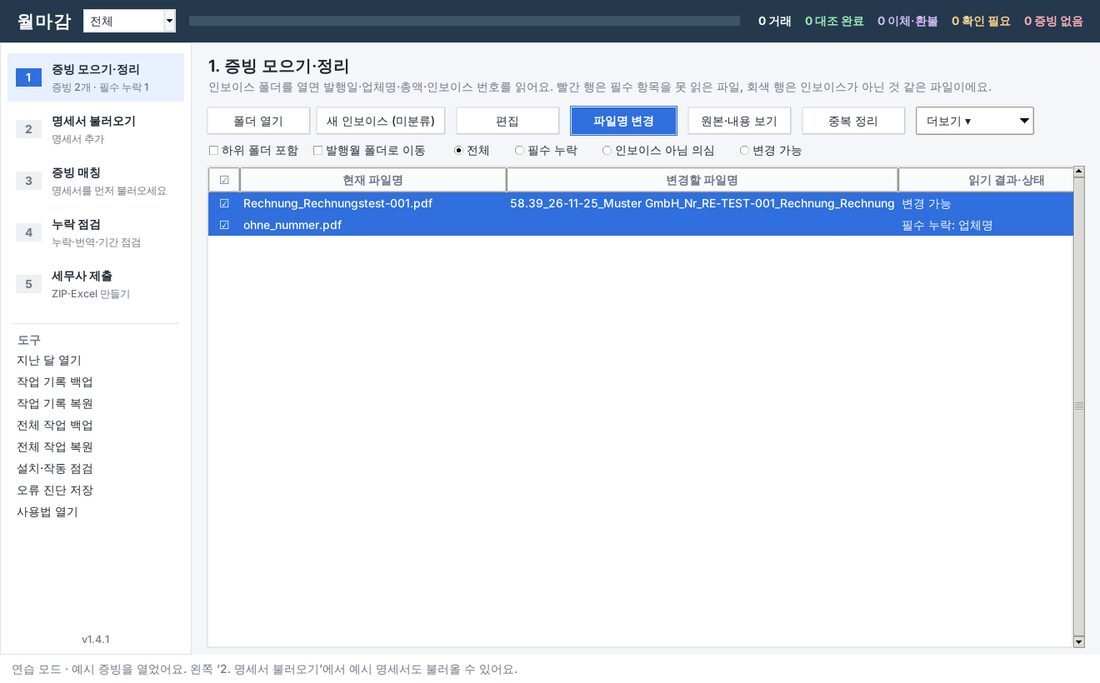 월마감 전체 0 거래 0 대조 완료 0 이체·환불 0 확인 필요 0 증빙 없음
1 증빙 모으기·정리
증빙 2개 · 필수 누락 1
2 명세서 불러오기
명세서 추가
3 증빙 매칭
명세서를 먼저 불러오세요
4 누락 점검
누락·번역·기간 점검
5 세무사 제출
ZIP·Excel 만들기
도구
지난 달 열기
작업 기록 백업
작업 기록 복원
전체 작업 백업
전체 작업 복원
설치·작동 점검
오류 진단 저장
사용법 열기
v1.4.1
1. 증빙 모으기·정리
인보이스 폴더를 열면 발행일·업체명·총액·인보이스 번호를 읽어요. 빨간 행은 필수 항목을 못 읽은 파일, 회색 행은 인보이스가 아닌 것 같은 파일이에요.
폴더 열기 새 인보이스 (미분류) 편집 파일명 변경 원본·내용 보기 중복 정리 더보기 ▾
하위 폴더 포함 발행월 폴더로 이동 전체 필수 누락 인보이스 아님 의심 변경 가능
☑ 현재 파일명 변경할 파일명 읽기 결과·상태
☑ Rechnung_Rechnungstest-001.pdf 58.39_26-11-25_Muster GmbH_Nr_RE-TEST-001_Rechnung_Rechnung 변경 가능
☑ ohne_nummer.pdf 필수 누락: 업체명
연습 모드 · 예시 증빙을 열었어요. 왼쪽 ‘2. 명세서 불러오기’에서 예시 명세서도 불러올 수 있어요.